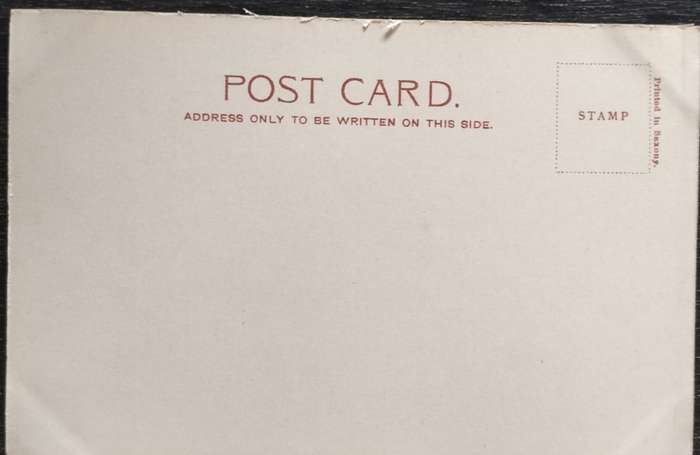 POST CARD.
ADDRESS ONLY TO BE WRITTEN ON THIS SIDE.
STAMP
Printed in Saxony.